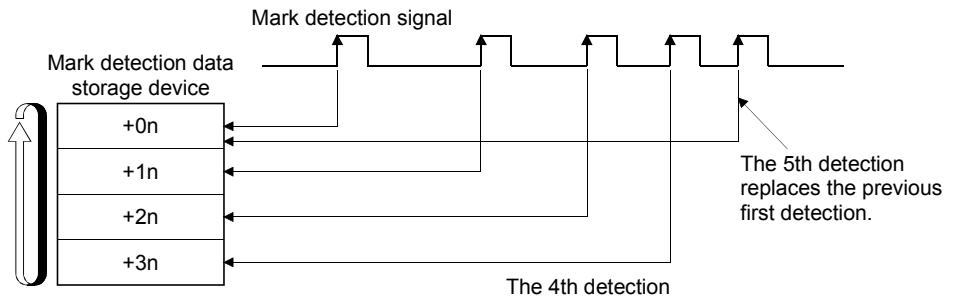 Mark detection signal
Mark detection data
storage device
+0n
+1n
+2n
+3n
The 5th detection
replaces the previous
first detection.
The 4th detection